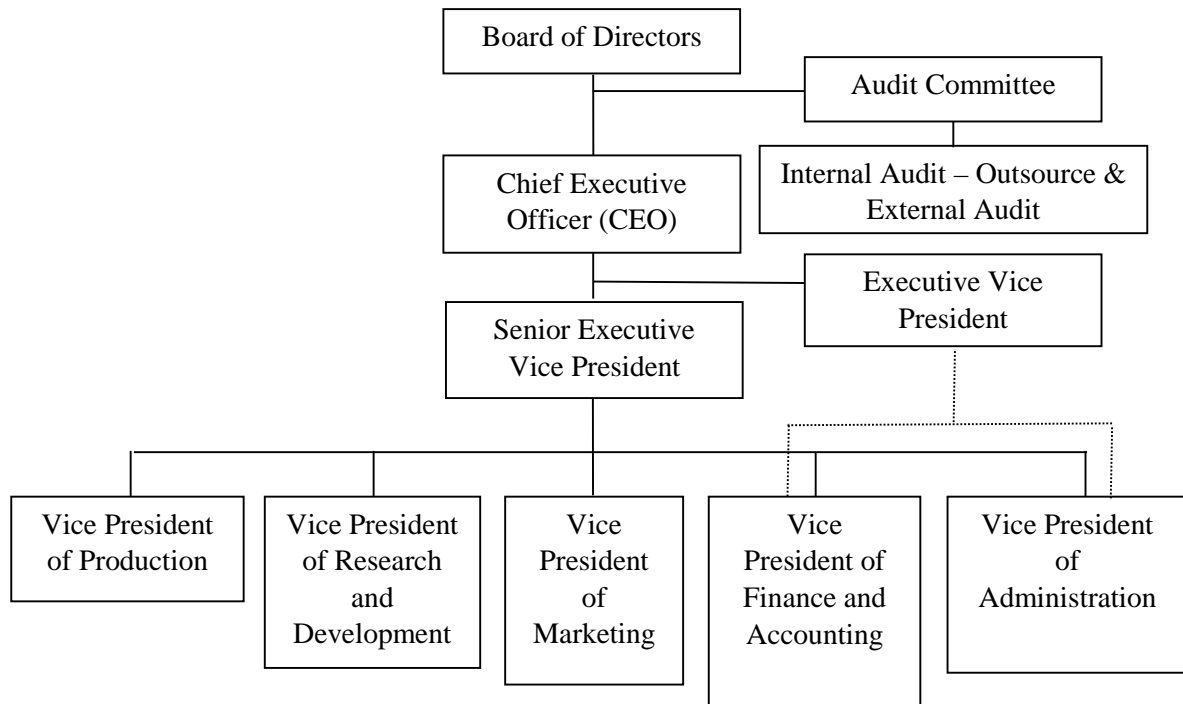 Board of Directors
Audit Committee
Chief Executive
Officer (CEO)
Internal Audit – Outsource &
External Audit
Executive Vice
President
Senior Executive
Vice President
Vice President
of Production
Vice President
of Research
and
Development
Vice
President
of
Marketing
Vice
President of
Finance and
Accounting
Vice President
of
Administration